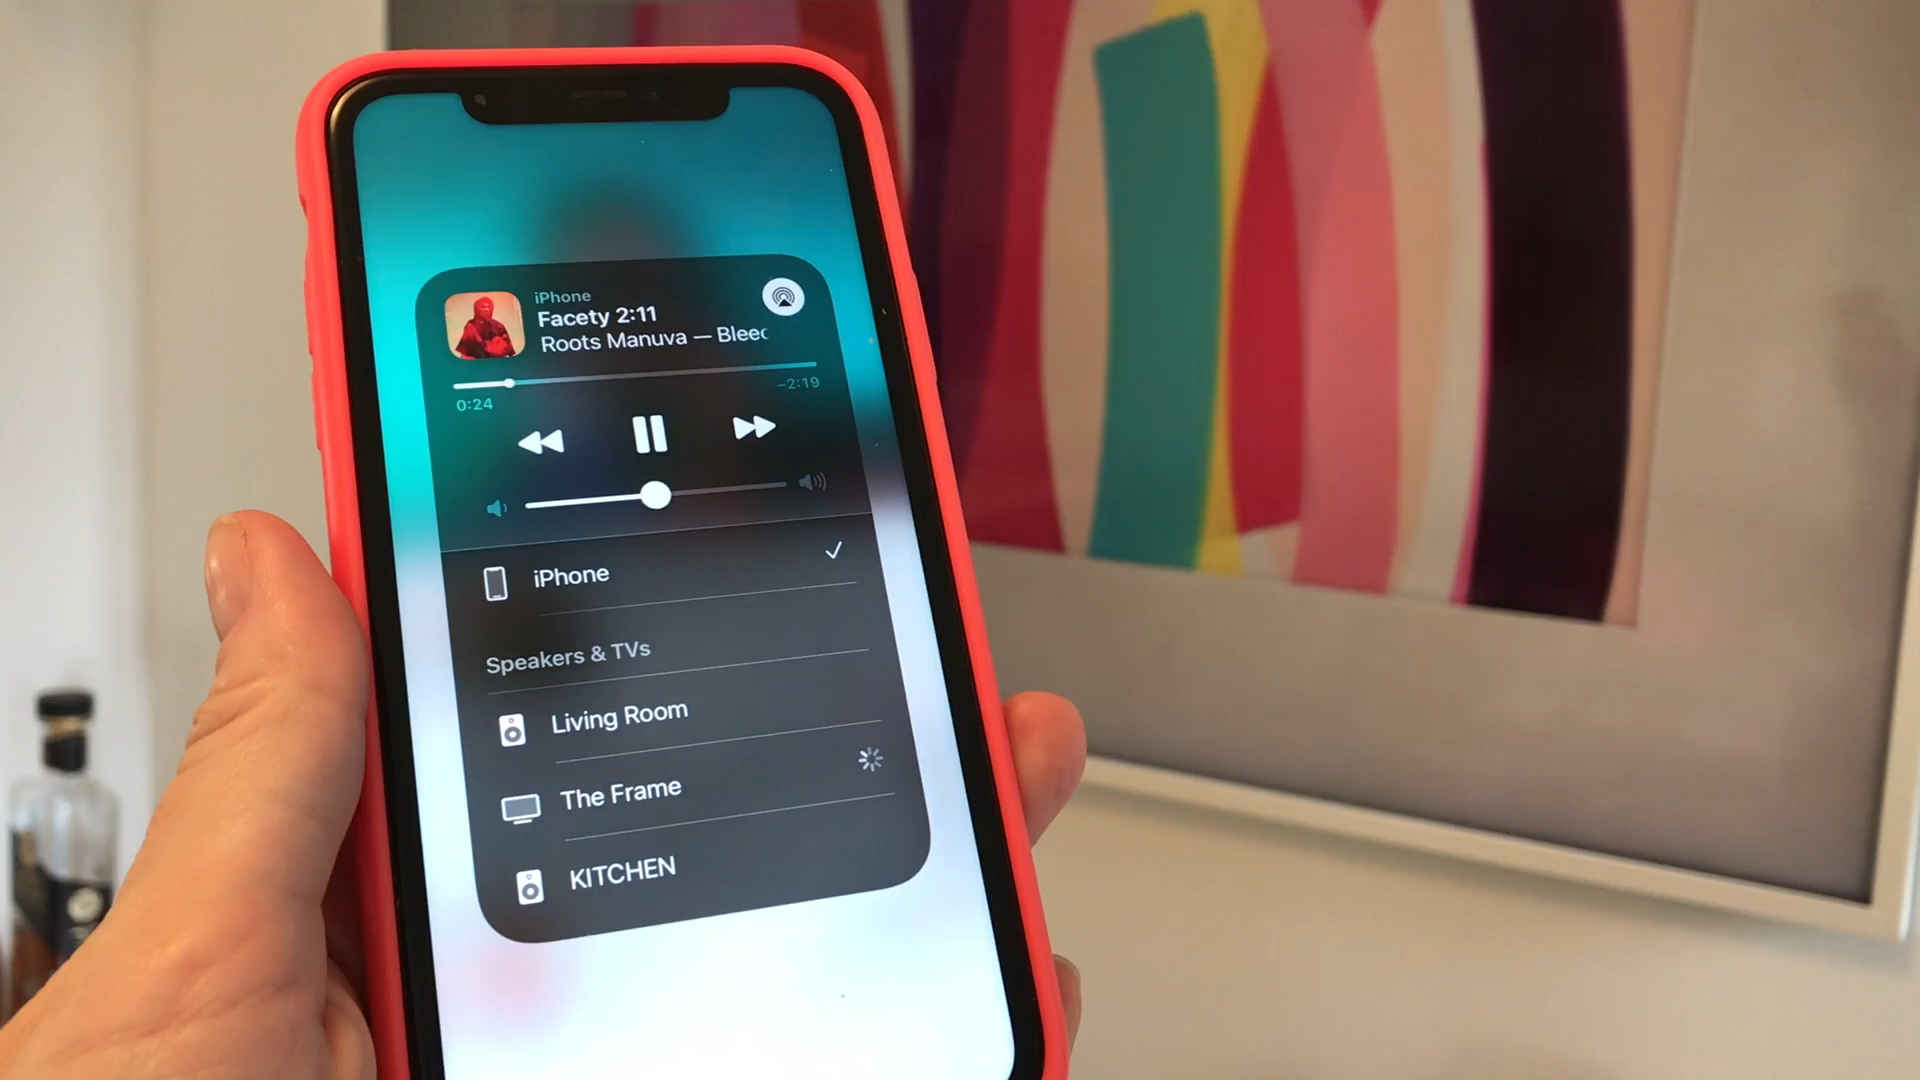 iPhone
Facety 2:11
Roots Manuva — Bleec
0:24
-2:19
iPhone
Speakers & TVs
Living Room
The Frame
KITCHEN